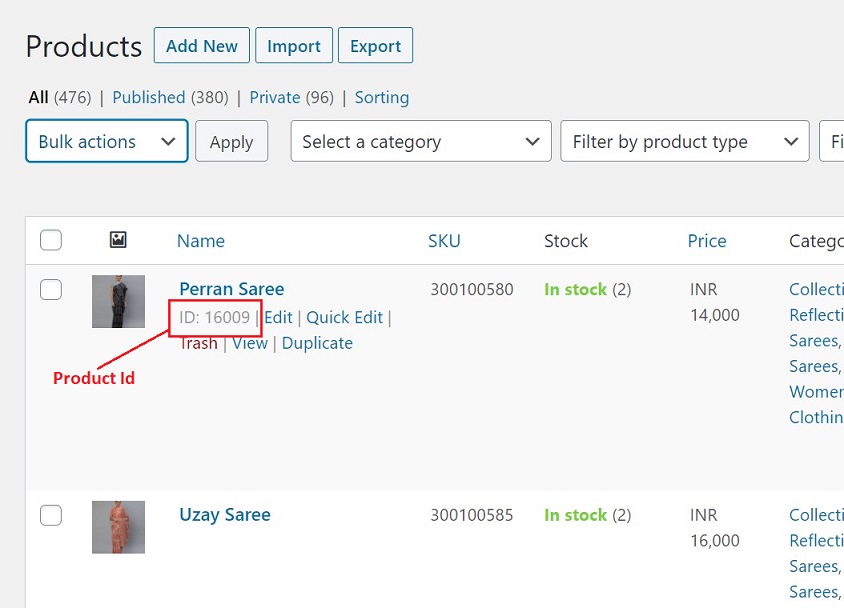 Products Add New Import Export
All (476) | Published (380) | Private (96) | Sorting
Bulk actions Apply Select a category Filter by product type Fi
Name SKU Stock Price Catego
Perran Saree 300100580 In stock (2) INR Collecti
ID: 16009 | Edit | Quick Edit | 14,000 Reflecti
Trash | View | Duplicate Sarees,
Sarees,
Product Id
Women
Clothin
Uzay Saree 300100585 In stock (2) INR Collecti
16,000 Reflecti
Sarees,
Sarees,